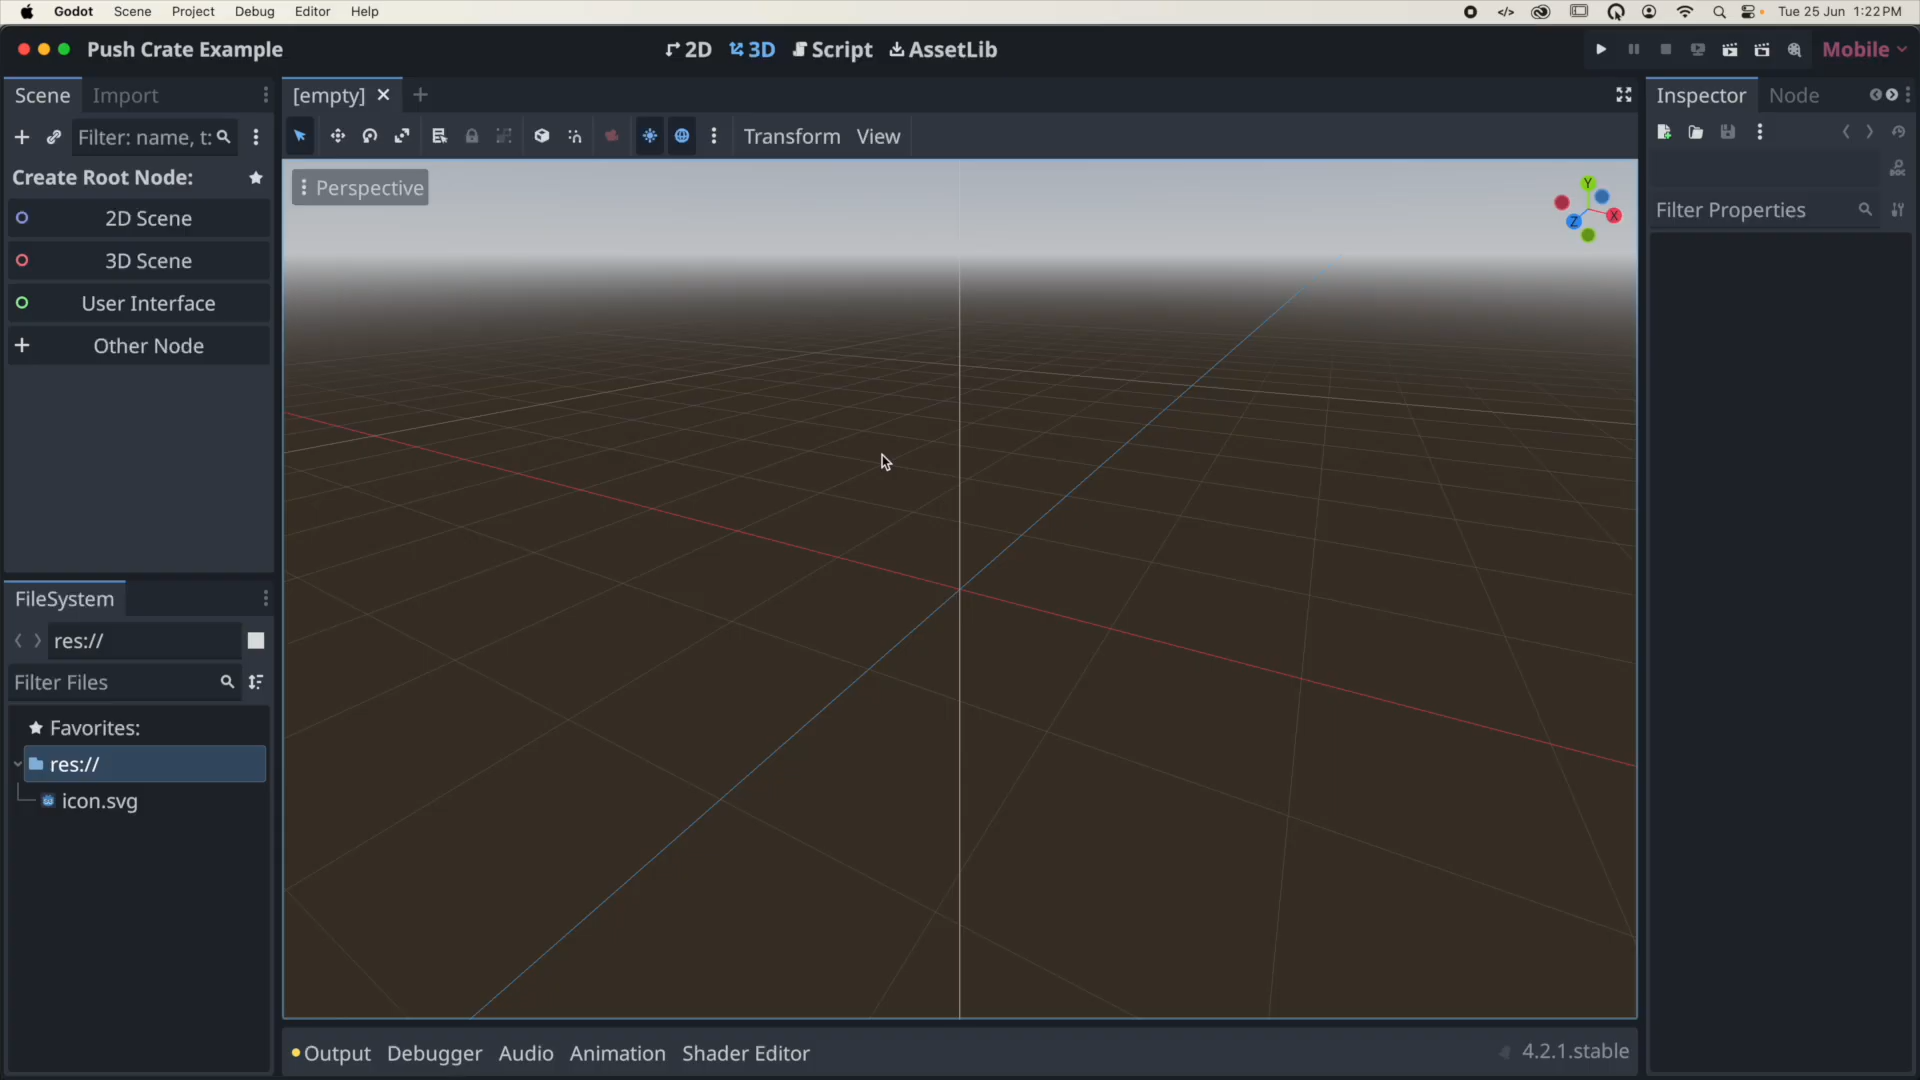 Godot Scene Project Debug Editor Help
Tue 25 Jun 1:22 PM
Push Crate Example
2D 3D Script AssetLib
Mobile
Scene Import
[empty]
Inspector Node
Filter: name, t:
Transform View
Create Root Node:
Perspective
Y
X
Z
Filter Properties
2D Scene
3D Scene
User Interface
Other Node
FileSystem
res://
Filter Files
Favorites:
res://
icon.svg
Output Debugger Audio Animation Shader Editor
4.2.1.stable